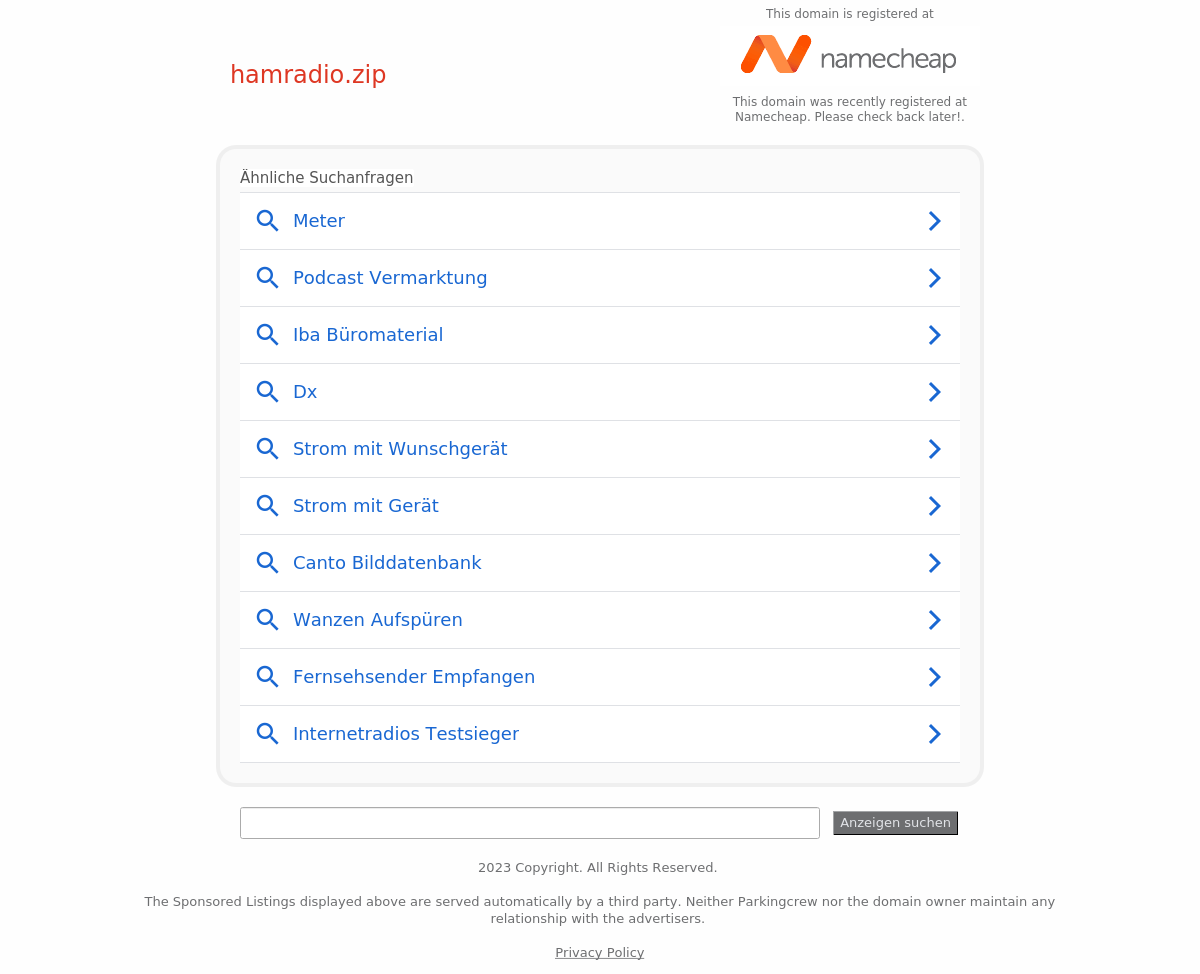 This domain is registered at
namecheap
hamradio.zip
This domain was recently registered at
Namecheap. Please check back later!.
Ähnliche Suchanfragen
Meter
Podcast Vermarktung
Iba Büromaterial
Dx
Strom mit Wunschgerät
Strom mit Gerät
Canto Bilddatenbank
Wanzen Aufspüren
Fernsehsender Empfangen
Internetradios Testsieger
Anzeigen suchen
2023 Copyright. All Rights Reserved.
The Sponsored Listings displayed above are served automatically by a third party. Neither Parkingcrew nor the domain owner maintain any
relationship with the advertisers.
Privacy Policy